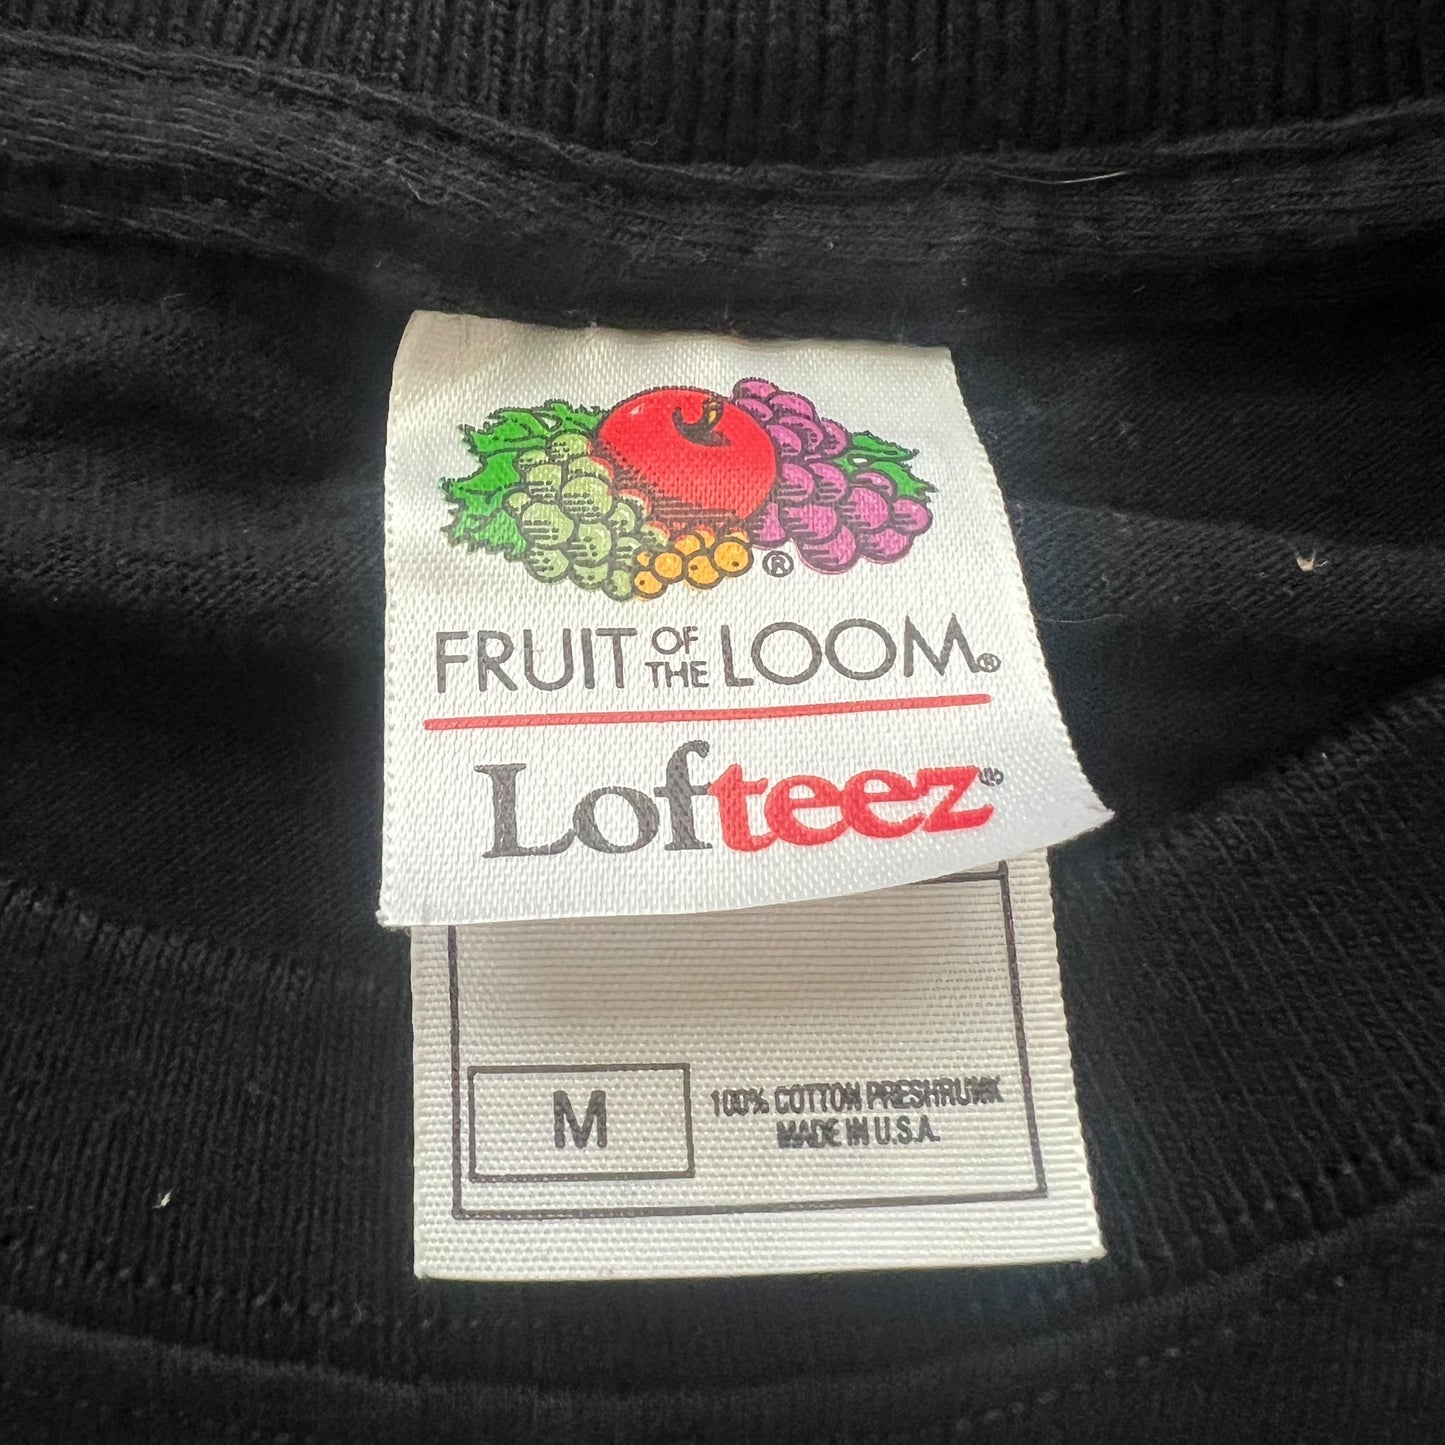 ®
FRUIT OF THE LOOM®
Lofteez
M
100% COTTON PRESHRUNK
MADE IN U.S.A.